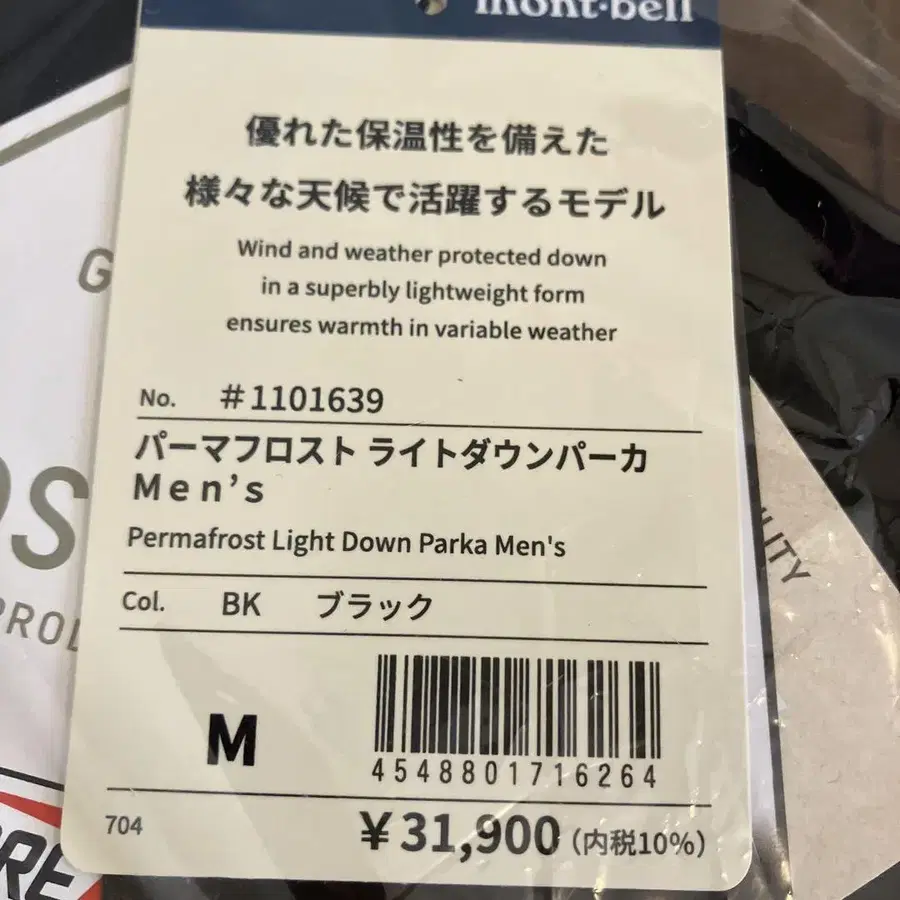 mont-bell
優れた保温性を備えた
様々な天候で活躍するモデル
Wind and weather protected down
in a superbly lightweight form
ensures warmth in variable weather
No. #1101639
パーマフロスト ライトダウンパーカ
Men's
Permafrost Light Down Parka Men's
Col. BK ブラック
M
4548801716264
704 ¥31,900 (内税10%)